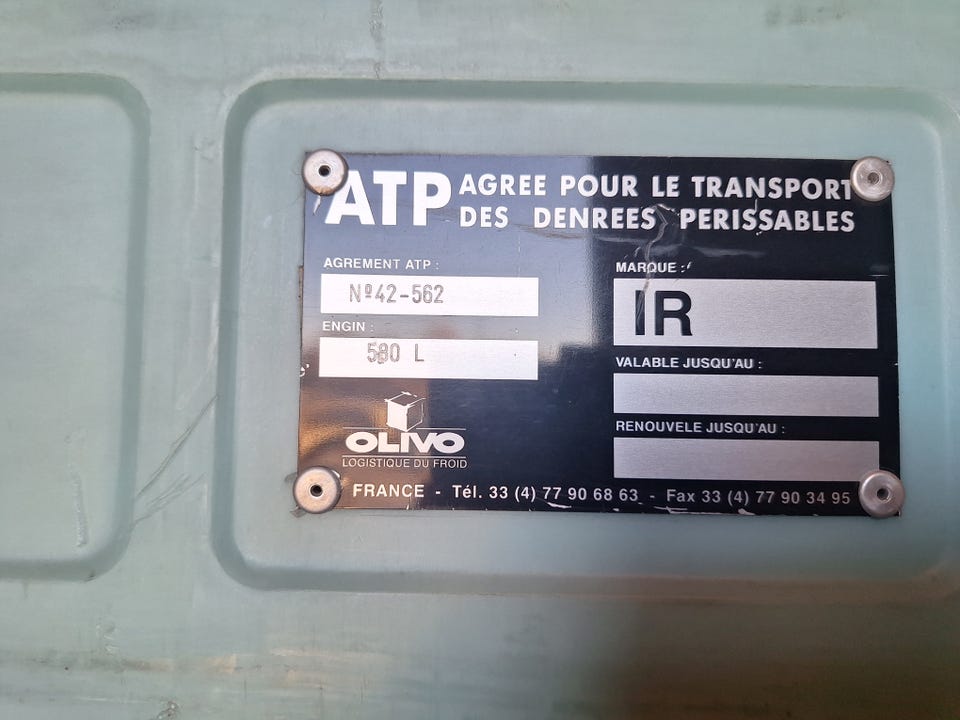 ATP AGREE POUR LE TRANSPORT
DES DENREES PERISSABLES
AGREMENT ATP :
Nº42-562
ENGIN :
580 L
MARQUE :
IR
VALABLE JUSQU'AU :
RENOUVELE JUSQU'AU :
OLIVO
LOGISTIQUE DU FROID
FRANCE - Tél. 33 (4) 77 90 68 63 - Fax 33 (4) 77 90 34 95